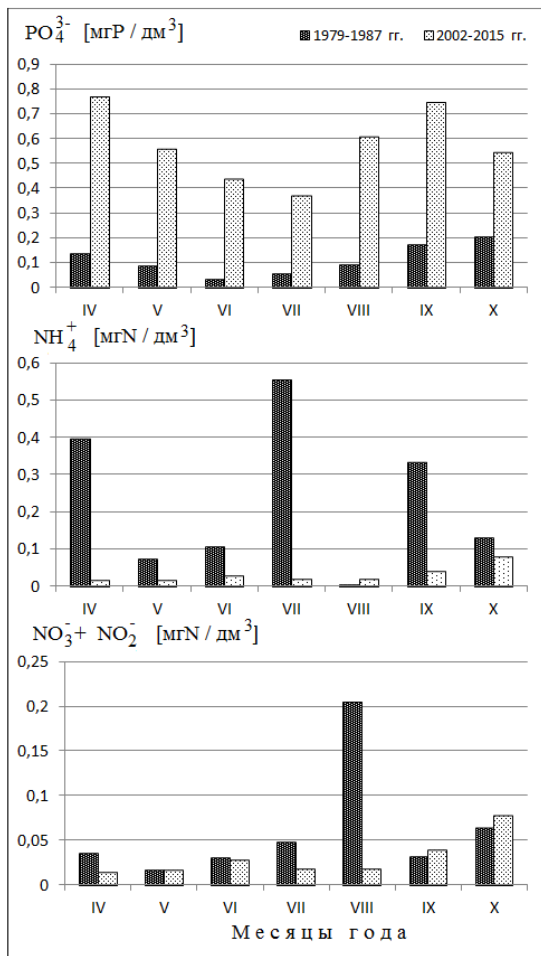 PO₄³⁻ [мгP / дм³]
1979-1987 гг. 2002-2015 гг.
0,9
0,8
0,7
0,6
0,5
0,4
0,3
0,2
0,1
0
IV V VI VII VIII IX X
NH₄⁺ [мгN / дм³]
0,6
0,5
0,4
0,3
0,2
0,1
0
IV V VI VII VIII IX X
NO₃⁻+ NO₂⁻ [мгN / дм³]
0,25
0,2
0,15
0,1
0,05
0
IV V VI VII VIII IX X
Месяцы года